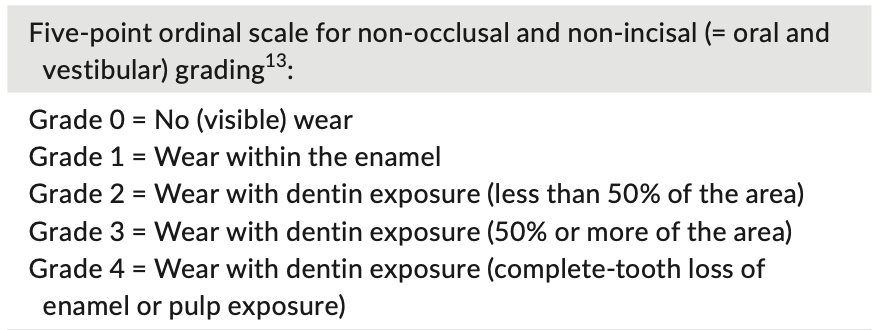 Five-point ordinal scale for non-occlusal and non-incisal (= oral and
vestibular) grading13:
Grade 0 = No (visible) wear
Grade 1 = Wear within the enamel
Grade 2 = Wear with dentin exposure (less than 50% of the area)
Grade 3 = Wear with dentin exposure (50% or more of the area)
Grade 4 = Wear with dentin exposure (complete-tooth loss of
enamel or pulp exposure)